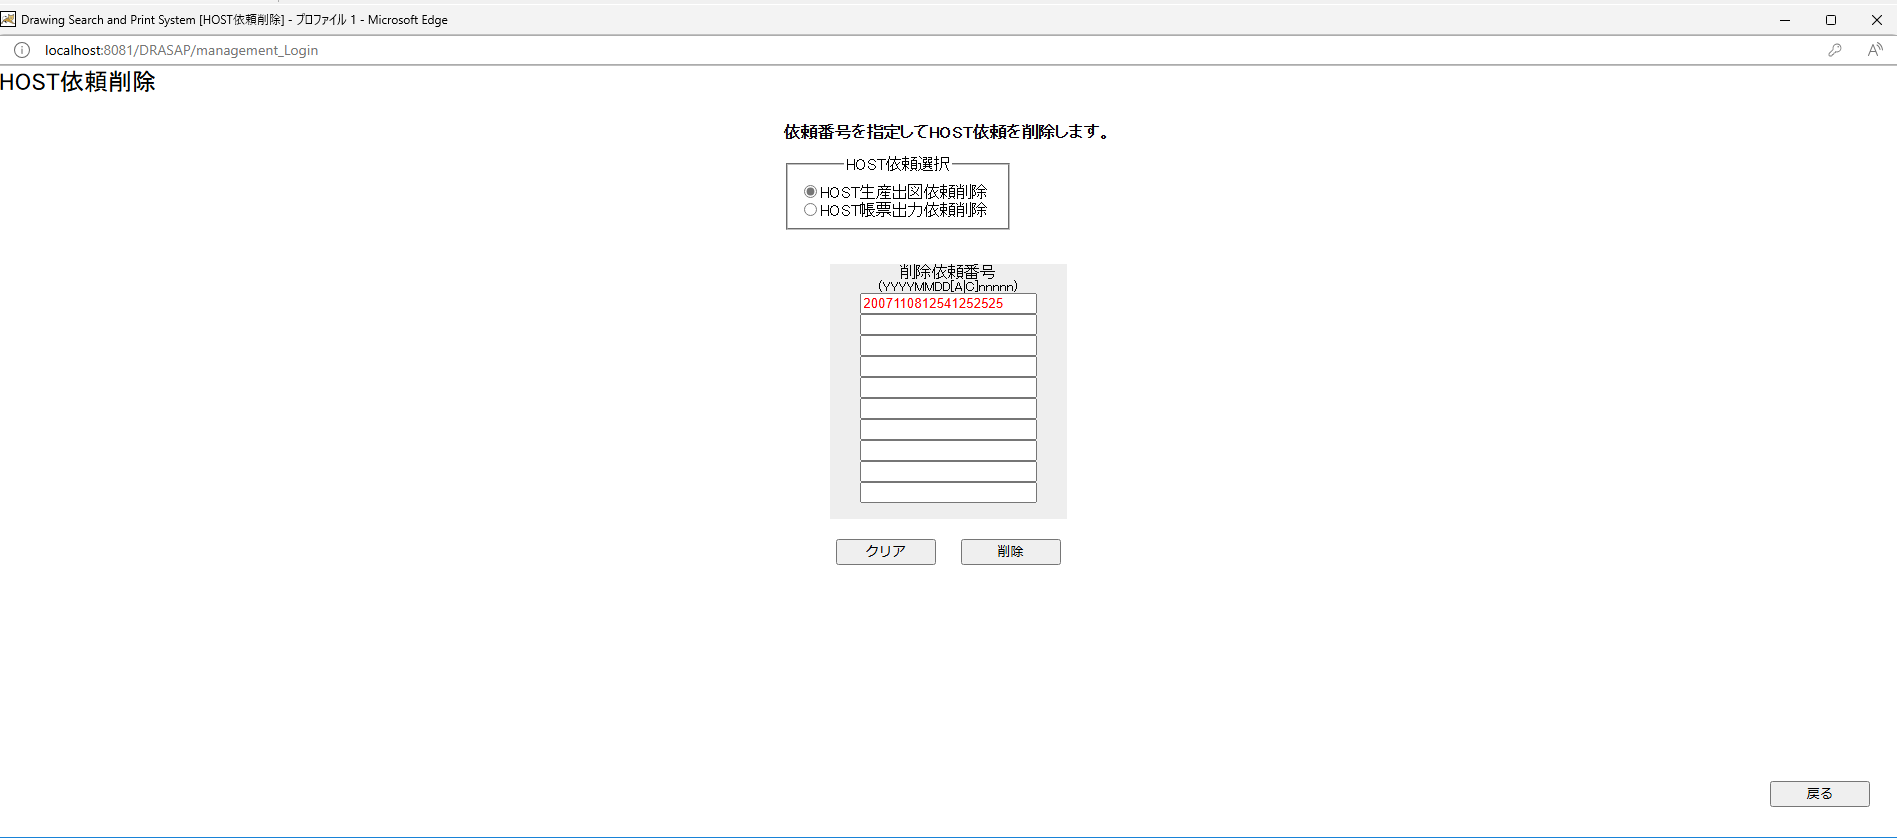 Drawing Search and Print System [HOST依頼削除] - プロファイル 1 - Microsoft Edge
localhost:8081/DRASAP/management_Login
HOST依頼削除
依頼番号を指定してHOST依頼を削除します。
HOST依頼選択
HOST生産出図依頼削除
HOST帳票出力依頼削除
削除依頼番号
(YYYYMMDD[A|C]nnnnn)
2007110812541252525
クリア 削除
戻る